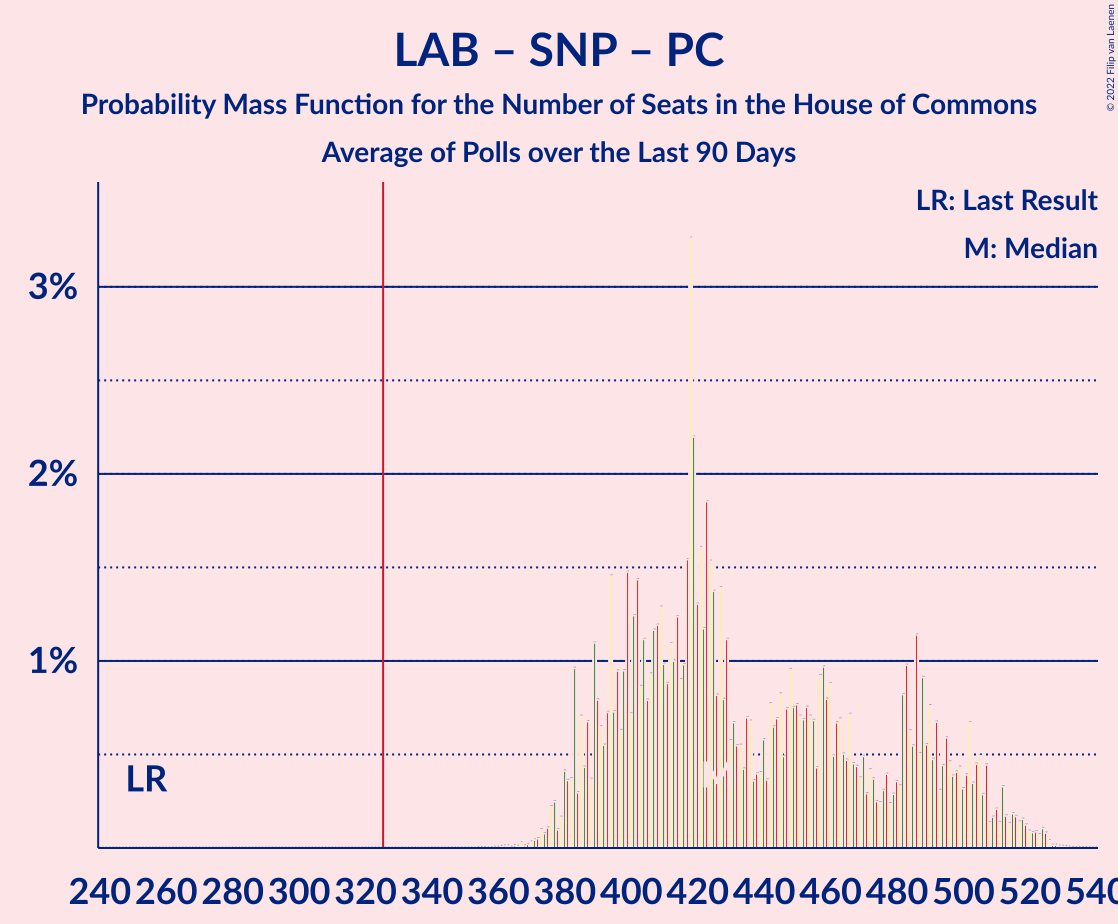 © 2022 Filip van Laenen
LAB – SNP – PC
Probability Mass Function for the Number of Seats in the House of Commons
Average of Polls over the Last 90 Days
LR: Last Result
M: Median
3%
2%
1%
LR
M
240 260 280 300 320 340 360 380 400 420 440 460 480 500 520 540